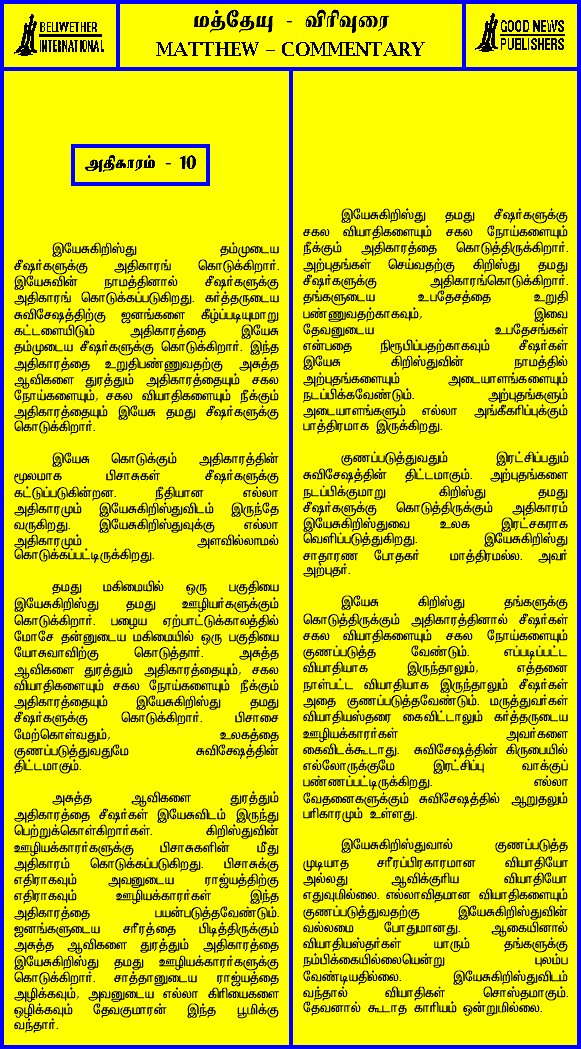 BELLWETHER
INTERNATIONAL
மத்தேயு - விரிவுரை
MATTHEW – COMMENTARY
GOOD NEWS
PUBLISHERS
அதிகாரம் - 10
இயேசுகிறிஸ்து தம்முடைய
சீஷர்களுக்கு அதிகாரங் கொடுக்கிறார்.
இயேசுவின் நாமத்தினால் சீஷர்களுக்கு
அதிகாரங் கொடுக்கப்படுகிறது. கர்த்தருடைய
சுவிசேஷத்திற்கு ஜனங்களை கீழ்ப்படியுமாறு
கட்டளையிடும் அதிகாரத்தை இயேசு
தம்முடைய சீஷர்களுக்கு கொடுக்கிறார். இந்த
அதிகாரத்தை உறுதிபண்ணுவதற்கு அசுத்த
ஆவிகளை துரத்தும் அதிகாரத்தையும் சகல
நோய்களையும், சகல வியாதிகளையும் நீக்கும்
அதிகாரத்தையும் இயேசு தமது சீஷர்களுக்கு
கொடுக்கிறார்.
இயேசு கொடுக்கும் அதிகாரத்தின்
மூலமாக பிசாசுகள் சீஷர்களுக்கு
கட்டுப்படுகின்றன. நீதியான எல்லா
அதிகாரமும் இயேசுகிறிஸ்துவிடம் இருந்தே
வருகிறது. இயேசுகிறிஸ்துவுக்கு எல்லா
அதிகாரமும் அளவில்லாமல்
கொடுக்கப்பட்டிருக்கிறது.
தமது மகிமையில் ஒரு பகுதியை
இயேசுகிறிஸ்து தமது ஊழியர்களுக்கும்
கொடுக்கிறார். பழைய ஏற்பாட்டுக்காலத்தில்
மோசே தன்னுடைய மகிமையில் ஒரு பகுதியை
யோசுவாவிற்கு கொடுத்தார். அசுத்த
ஆவிகளை துரத்தும் அதிகாரத்தையும், சகல
வியாதிகளையும் சகல நோய்களையும் நீக்கும்
அதிகாரத்தையும் இயேசுகிறிஸ்து தமது
சீஷர்களுக்கு கொடுக்கிறார். பிசாசை
மேற்கொள்வதும், உலகத்தை
குணப்படுத்துவதுமே சுவிசேஷத்தின்
திட்டமாகும்.
அசுத்த ஆவிகளை துரத்தும்
அதிகாரத்தை சீஷர்கள் இயேசுவிடம் இருந்து
பெற்றுக்கொள்கிறார்கள். கிறிஸ்துவின்
ஊழியக்காரர்களுக்கு பிசாசுகளின் மீது
அதிகாரம் கொடுக்கப்படுகிறது. பிசாசுக்கு
எதிராகவும் அவனுடைய ராஜ்யத்திற்கு
எதிராகவும் ஊழியக்காரர்கள் இந்த
அதிகாரத்தை பயன்படுத்தவேண்டும்.
ஜனங்களுடைய சரீரத்தை பிடித்திருக்கும்
அசுத்த ஆவிகளை துரத்தும் அதிகாரத்தை
இயேசுகிறிஸ்து தமது ஊழியக்காரர்களுக்கு
கொடுக்கிறார். சாத்தானுடைய ராஜ்யத்தை
அழிக்கவும், அவனுடைய எல்லா கிரியைகளை
ஒழிக்கவும் தேவகுமாரன் இந்த பூமிக்கு
வந்தார்.
இயேசுகிறிஸ்து தமது சீஷர்களுக்கு
சகல வியாதிகளையும் சகல நோய்களையும்
நீக்கும் அதிகாரத்தை கொடுத்திருக்கிறார்.
அற்புதங்கள் செய்வதற்கு கிறிஸ்து தமது
சீஷர்களுக்கு அதிகாரங்கொடுக்கிறார்.
தங்களுடைய உபதேசத்தை உறுதி
பண்ணுவதற்காகவும், இவை
தேவனுடைய உபதேசங்கள்
என்பதை நிரூபிப்பதற்காகவும் சீஷர்கள்
இயேசு கிறிஸ்துவின் நாமத்தில்
அற்புதங்களையும் அடையாளங்களையும்
நடப்பிக்கவேண்டும். அற்புதங்களும்
அடையாளங்களும் எல்லா அங்கீகரிப்புக்கும்
பாத்திரமாக இருக்கிறது.
குணப்படுத்துவதும் இரட்சிப்பதும்
சுவிசேஷத்தின் திட்டமாகும். அற்புதங்களை
நடப்பிக்குமாறு கிறிஸ்து தமது
சீஷர்களுக்கு கொடுத்திருக்கும் அதிகாரம்
இயேசுகிறிஸ்துவை உலக இரட்சகராக
வெளிப்படுத்துகிறது. இயேசுகிறிஸ்து
சாதாரண போதகர் மாத்திரமல்ல. அவர்
அற்புதர்.
இயேசு கிறிஸ்து தங்களுக்கு
கொடுத்திருக்கும் அதிகாரத்தினால் சீஷர்கள்
சகல வியாதிகளையும் சகல நோய்களையும்
குணப்படுத்த வேண்டும். எப்படிப்பட்ட
வியாதியாக இருந்தாலும், எத்தனை
நாள்பட்ட வியாதியாக இருந்தாலும் சீஷர்கள்
அதை குணப்படுத்தவேண்டும். மருத்துவர்கள்
வியாதியஸ்தரை கைவிட்டாலும் கர்த்தருடைய
ஊழியக்காரர்கள் அவர்களை
கைவிடக்கூடாது. சுவிசேஷத்தின் கிருபையில்
எல்லோருக்குமே இரட்சிப்பு வாக்குப்
பண்ணப்பட்டிருக்கிறது. எல்லா
வேதனைகளுக்கும் சுவிசேஷத்தில் ஆறுதலும்
பரிகாரமும் உள்ளது.
இயேசுகிறிஸ்துவால் குணப்படுத்த
முடியாத சரீரப்பிரகாரமான வியாதியோ
அல்லது ஆவிக்குரிய வியாதியோ
எதுவுமில்லை. எல்லாவிதமான வியாதிகளையும்
குணப்படுத்துவதற்கு இயேசுகிறிஸ்துவின்
வல்லமை போதுமானது. ஆகையினால்
வியாதியஸ்தர்கள் யாரும் தங்களுக்கு
நம்பிக்கையில்லையென்று புலம்ப
வேண்டியதில்லை. இயேசுகிறிஸ்துவிடம்
வந்தால் வியாதிகள் சொஸ்தமாகும்.
தேவனால் கூடாத காரியம் ஒன்றுமில்லை.